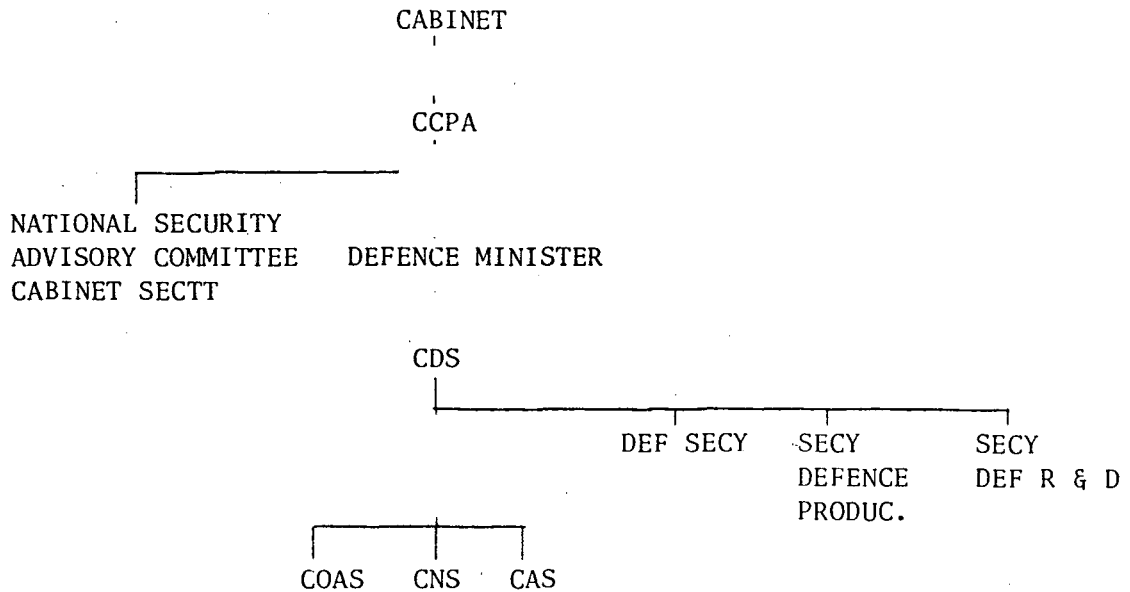 CABINET
CCPA
NATIONAL SECURITY
ADVISORY COMMITTEE DEFENCE MINISTER
CABINET SECTT
CDS
DEF SECY SECY SECY
DEFENCE DEF R & D
PRODUC.
COAS CNS CAS